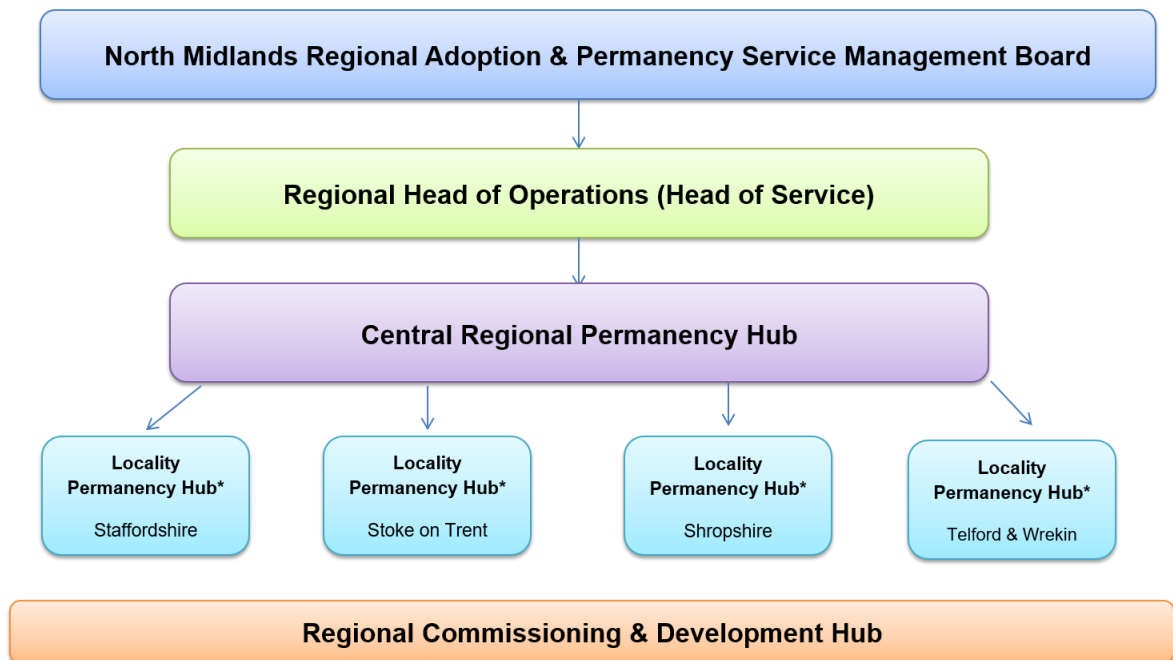 North Midlands Regional Adoption & Permanency Service Management Board
Regional Head of Operations (Head of Service)
Central Regional Permanency Hub
Locality
Permanency Hub*
Staffordshire
Locality
Permanency Hub*
Stoke on Trent
Locality
Permanency Hub*
Shropshire
Locality
Permanency Hub*
Telford & Wrekin
Regional Commissioning & Development Hub